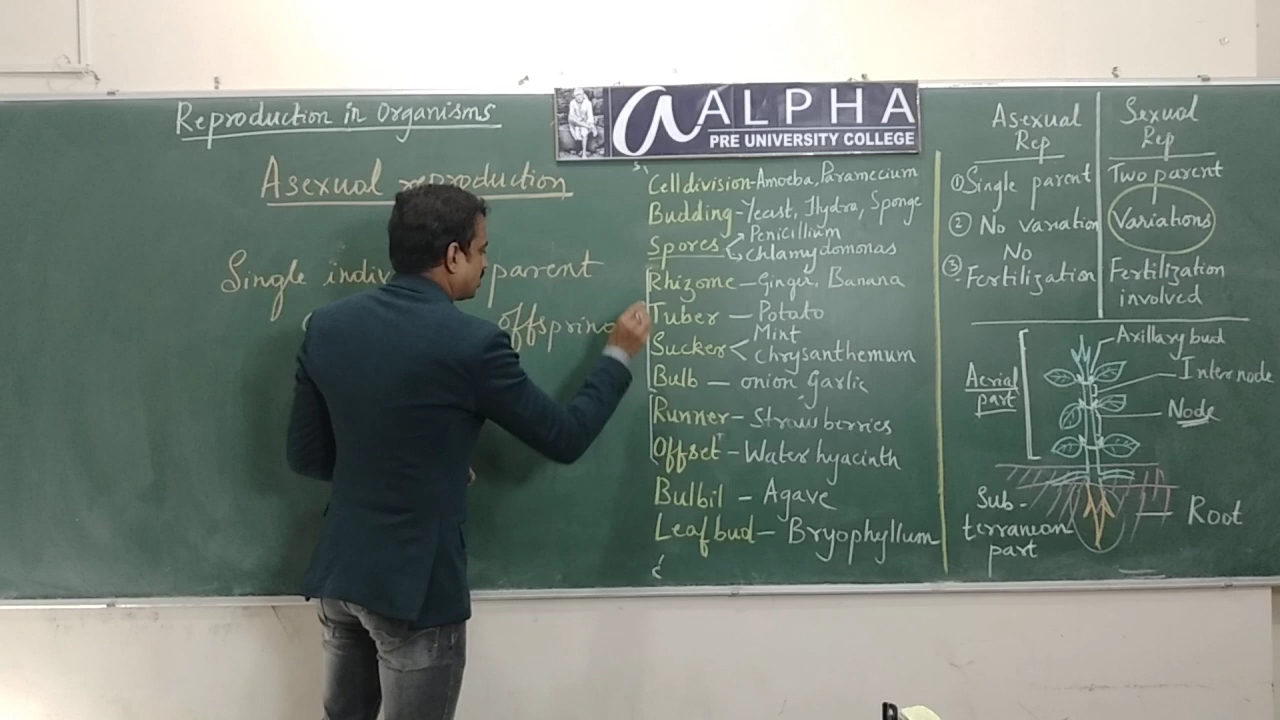 Reproduction in Organisms
Asexual reproduction
Single parent
offspring
a ALPHA
PRE UNIVERSITY COLLEGE
Cell division - Amoeba, Paramecium
Budding - Yeast, Hydra, Sponge
Spores < Penicillium
chlamydomonas
Rhizome - Ginger, Banana
Tuber - Potato
Sucker < Mint
chrysanthemum
Bulb - onion Garlic
Runner - Strawberries
Offset - Water hyacinth
Bulbil - Agave
Leaf bud - Bryophyllum
Asexual Rep
Sexual Rep
① Single parent
Two parent
② No variation
Variations
③ No Fertilization
Fertilization involved
Axillary bud
Internode
Node
Aerial part
Sub-terranian part
Root